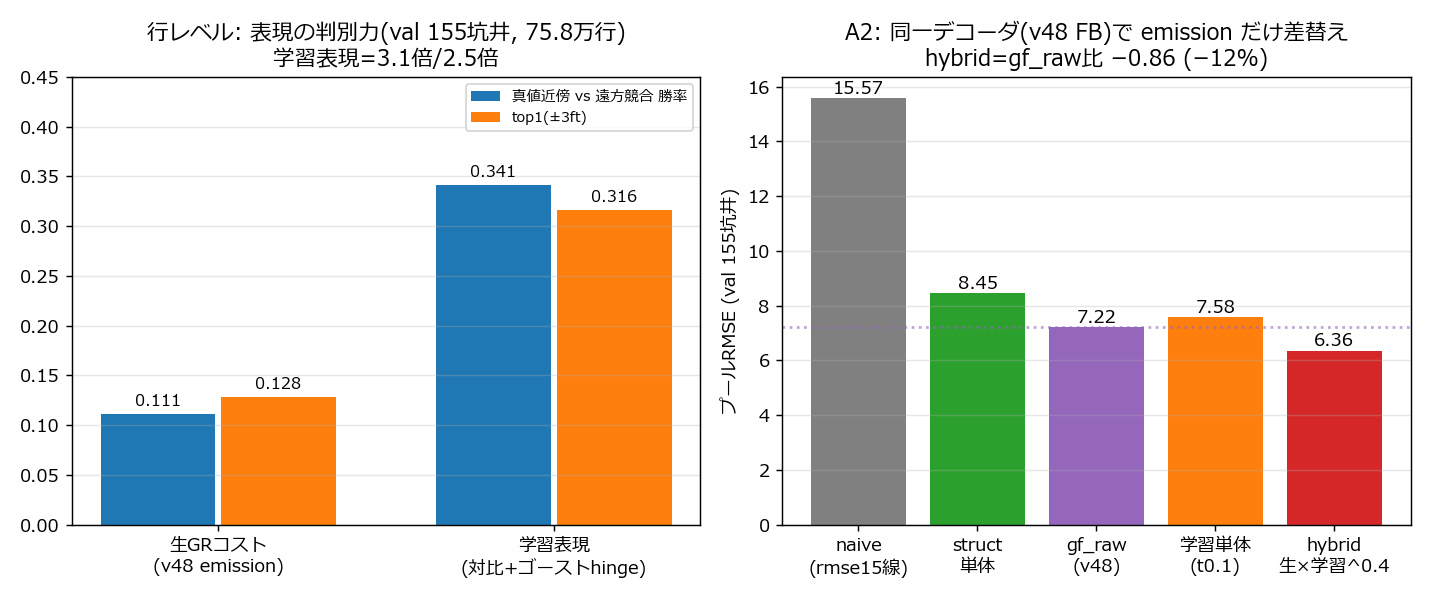 行レベル: 表現の判別力(val 155坑井, 75.8万行)
学習表現=3.1倍/2.5倍
0.45
0.40
0.35
0.30
0.25
0.20
0.15
0.10
0.05
0.00
真値近傍 vs 遠方競合 勝率
top1(±3ft)
0.111
0.128
0.341
0.316
生GRコスト
(v48 emission)
学習表現
(対比+ゴーストhinge)
A2: 同一デコーダ(v48 FB)で emission だけ差替え
hybrid=gf_raw比 −0.86 (−12%)
プールRMSE (val 155坑井)
16
14
12
10
8
6
4
2
0
15.57
8.45
7.22
7.58
6.36
naive
(rmse15線)
struct
単体
gf_raw
(v48)
学習単体
(t0.1)
hybrid
生×学習^0.4